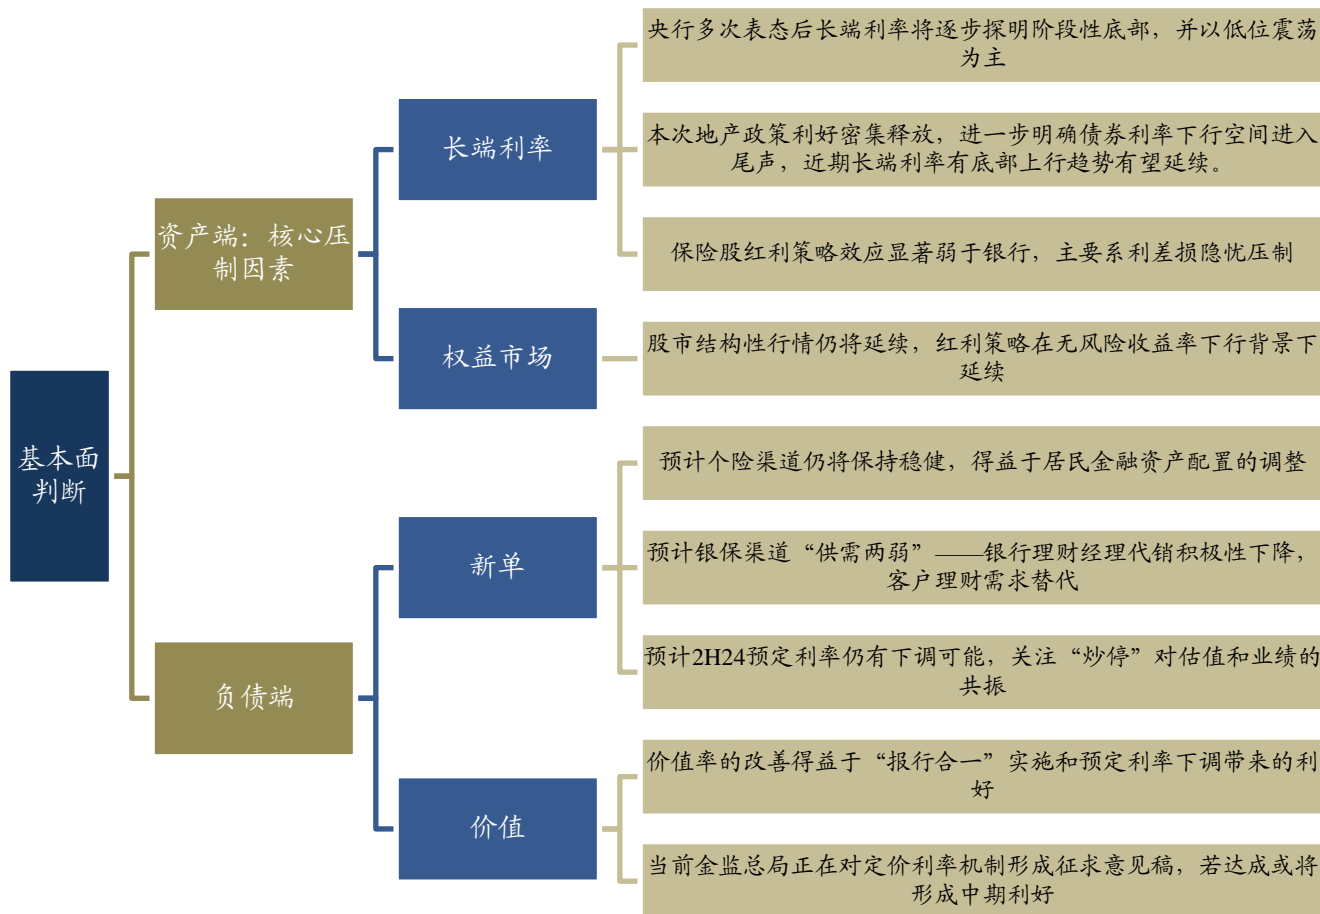 基本面
判断
资产端：核心压
制因素
长端利率
央行多次表态后长端利率将逐步探明阶段性底部，并以低位震荡
为主
本次地产政策利好密集释放，进一步明确债券利率下行空间进入
尾声，近期长端利率有底部上行趋势有望延续。
保险股红利策略效应显著弱于银行，主要系利差损隐忧压制
权益市场
股市结构性行情仍将延续，红利策略在无风险收益率下行背景下
延续
负债端
新单
预计个险渠道仍将保持稳健，得益于居民金融资产配置的调整
预计银保渠道“供需两弱”——银行理财经理代销积极性下降，
客户理财需求替代
预计2H24预定利率仍有下调可能，关注“炒停”对估值和业绩的
共振
价值
价值率的改善得益于“报行合一”实施和预定利率下调带来的利
好
当前金监总局正在对定价利率机制形成征求意见稿，若达成或将
形成中期利好